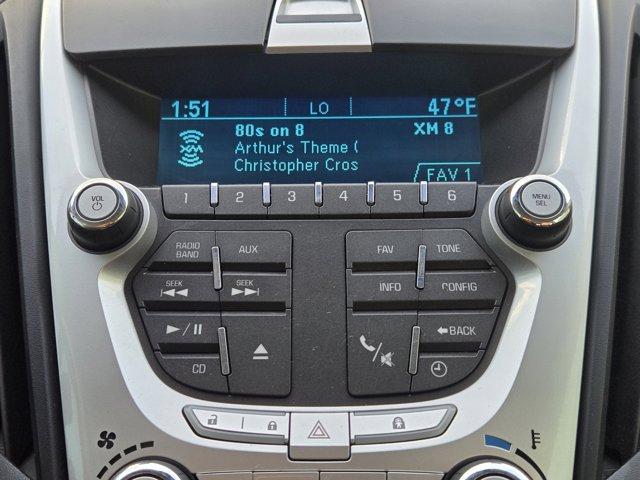 1:51 LO 47°F
80s on 8 XM 8
XM Arthur's Theme (
Christopher Cros
FAV 1
1 2 3 4 5 6
VOL
MENU SEL
RADIO BAND AUX
SEEK SEEK
CD
FAV TONE
INFO CONFIG
BACK